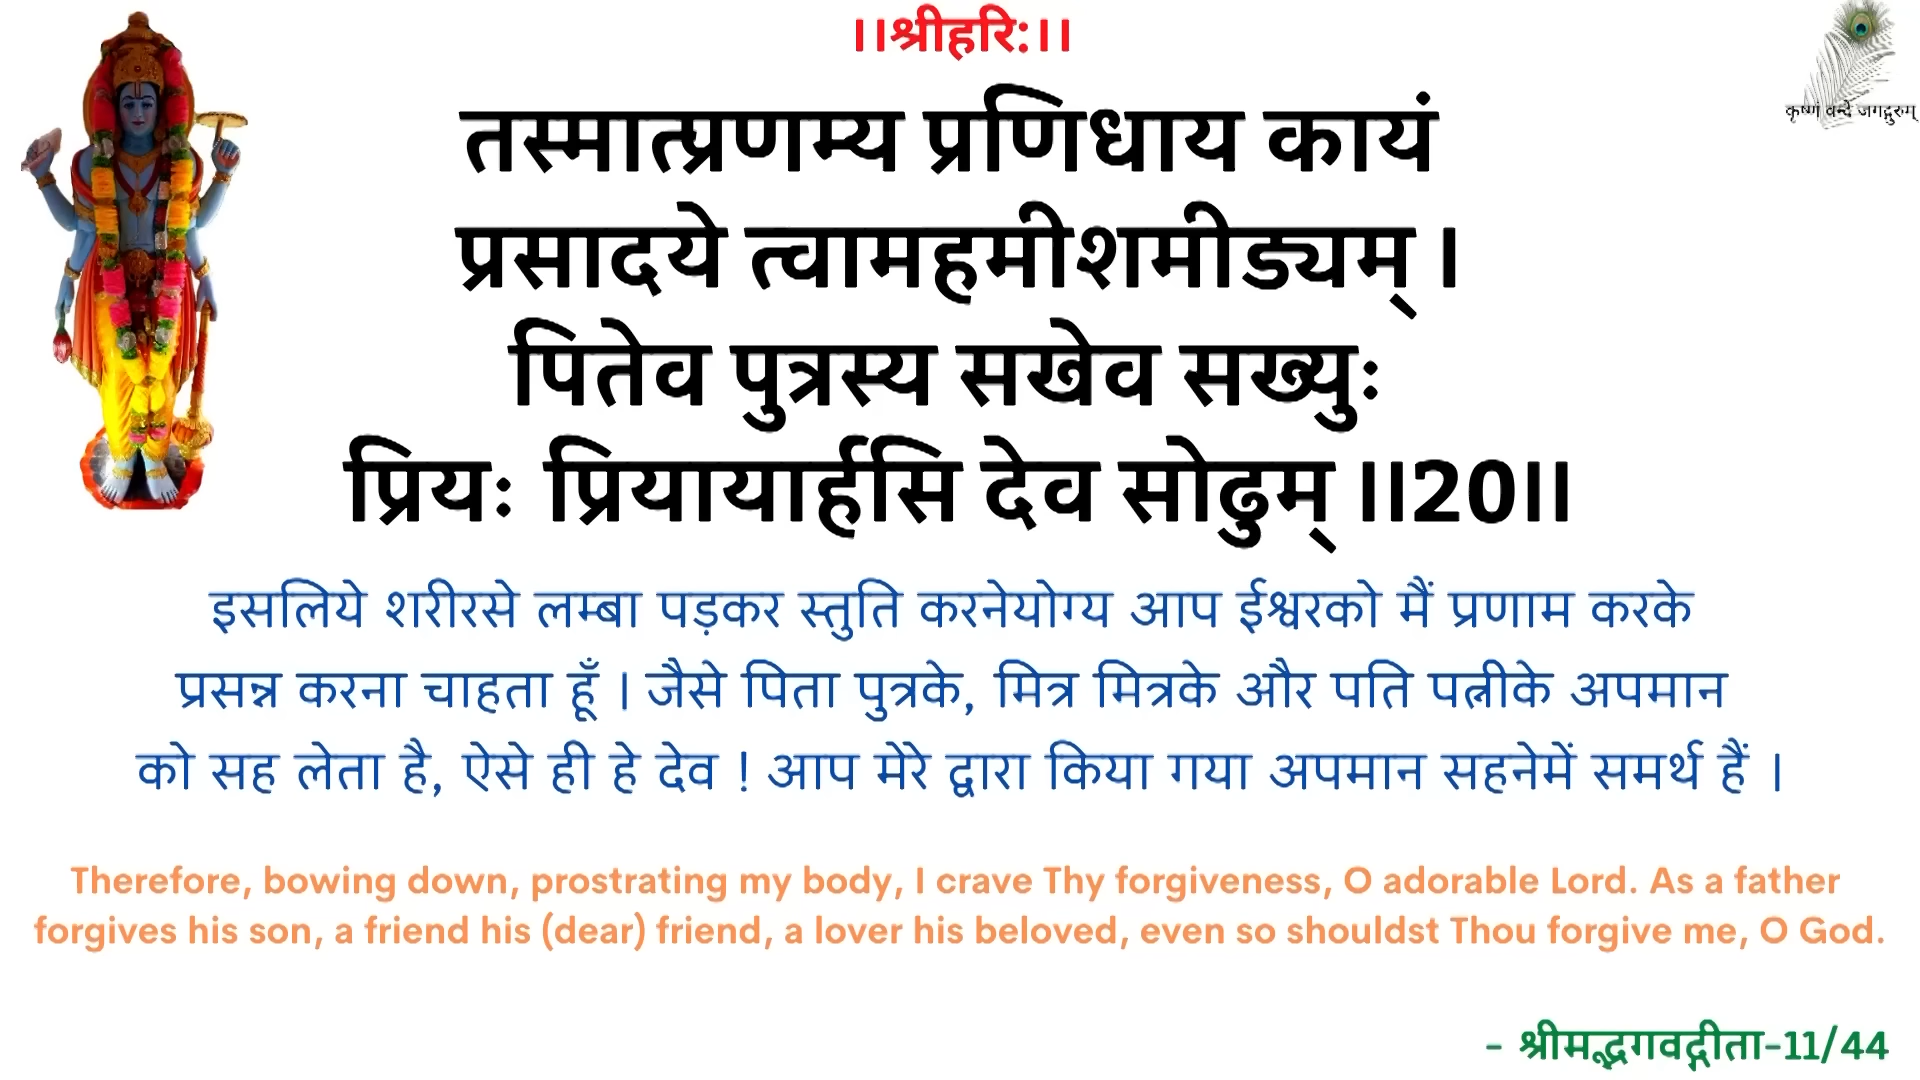 ।।श्रीहरि:।।
कृष्णं वन्दे जगद्गुरुम्
तस्मात्प्रणम्य प्रणिधाय कायं
प्रसादये त्वामहमीशमीड्यम् ।
पितेव पुत्रस्य सखेव सख्युः
प्रियः प्रियायार्हसि देव सोढुम् ।।20।।
इसलिये शरीरसे लम्बा पड़कर स्तुति करनेयोग्य आप ईश्वरको मैं प्रणाम करके
प्रसन्न करना चाहता हूँ । जैसे पिता पुत्रके, मित्र मित्रके और पति पत्नीके अपमान
को सह लेता है, ऐसे ही हे देव ! आप मेरे द्वारा किया गया अपमान सहनेमें समर्थ हैं ।
Therefore, bowing down, prostrating my body, I crave Thy forgiveness, O adorable Lord. As a father
forgives his son, a friend his (dear) friend, a lover his beloved, even so shouldst Thou forgive me, O God.
- श्रीमद्भगवद्गीता-11/44